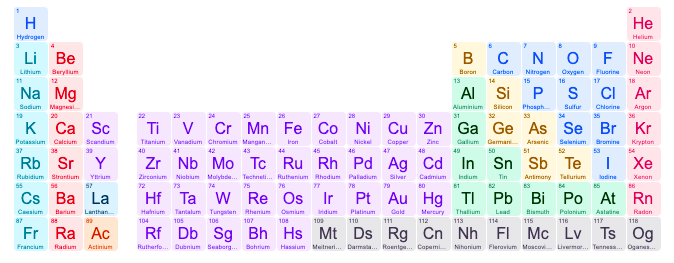 1 2
H He
Hydrogen Helium
3 4 5 6 7 8 9 10
Li Be B C N O F Ne
Lithium Beryllium Boron Carbon Nitrogen Oxygen Fluorine Neon
11 12 13 14 15 16 17 18
Na Mg Al Si P S Cl Ar
Sodium Magnesi... Aluminium Silicon Phosph... Sulfur Chlorine Argon
19 20 21 22 23 24 25 26 27 28 29 30 31 32 33 34 35 36
K Ca Sc Ti V Cr Mn Fe Co Ni Cu Zn Ga Ge As Se Br Kr
Potassium Calcium Scandium Titanium Vanadium Chromium Mangan... Iron Cobalt Nickel Copper Zinc Gallium Germani... Arsenic Selenium Bromine Krypton
37 38 39 40 41 42 43 44 45 46 47 48 49 50 51 52 53 54
Rb Sr Y Zr Nb Mo Tc Ru Rh Pd Ag Cd In Sn Sb Te I Xe
Rubidium Strontium Yttrium Zirconium Niobium Molybde... Techneti... Ruthenium Rhodium Palladium Silver Cadmium Indium Tin Antimony Tellurium Iodine Xenon
55 56 57 72 73 74 75 76 77 78 79 80 81 82 83 84 85 86
Cs Ba La Hf Ta W Re Os Ir Pt Au Hg Tl Pb Bi Po At Rn
Caesium Barium Lanthan... Hafnium Tantalum Tungsten Rhenium Osmium Iridium Platinum Gold Mercury Thallium Lead Bismuth Polonium Astatine Radon
87 88 89 104 105 106 107 108 109 110 111 112 113 114 115 116 117 118
Fr Ra Ac Rf Db Sg Bh Hs Mt Ds Rg Cn Nh Fl Mc Lv Ts Og
Francium Radium Actinium Rutherfo... Dubnium Seaborg... Bohrium Hassium Meitneri... Darmsta... Roentge... Coperni... Nihonium Flerovium Moscovi... Livermor... Tenness... Oganes...